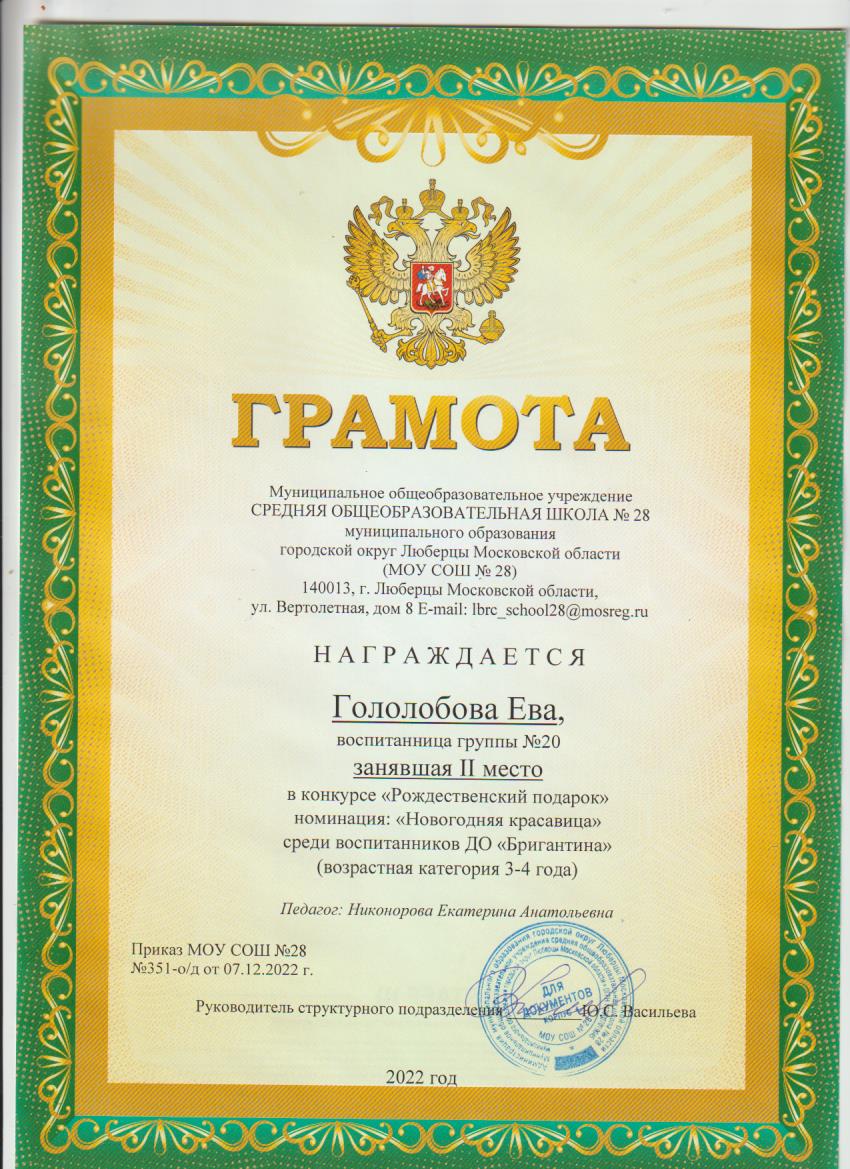 ГРАМОТА
Муниципальное общеобразовательное учреждение
СРЕДНЯЯ ОБЩЕОБРАЗОВАТЕЛЬНАЯ ШКОЛА № 28
муниципального образования
городской округ Люберцы Московской области
(МОУ СОШ № 28)
140013, г. Люберцы Московской области,
ул. Вертолетная, дом 8 E-mail: lbrc_school28@mosreg.ru
НАГРАЖДАЕТСЯ
Гололобова Ева,
воспитанница группы №20
занявшая II место
в конкурсе «Рождественский подарок»
номинация: «Новогодняя красавица»
среди воспитанников ДО «Бригантина»
(возрастная категория 3-4 года)
Педагог: Никонорова Екатерина Анатольевна
Приказ МОУ СОШ №28
№351-о/д от 07.12.2022 г.
Руководитель структурного подразделения Ю.С. Васильева
ДЛЯ
ДОКУМЕНТОВ
КОРПУС
МОУ СОШ № 28
2022 год